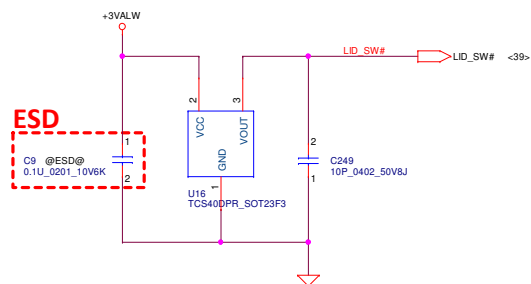 +3VALW
LID_SW#
LID_SW# <39>
ESD
2
3
VCC
VOUT
GND
1
C9 @ESD@
0.1U_0201_10V6K
2
1
U16
TCS40DPR_SOT23F3
2
C249
10P_0402_50V8J
1